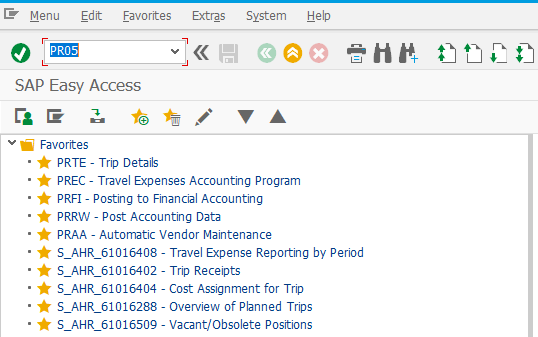 Menu Edit Favorites Extras System Help
PR05
SAP Easy Access
Favorites
PRTE - Trip Details
PREC - Travel Expenses Accounting Program
PRFI - Posting to Financial Accounting
PRRW - Post Accounting Data
PRAA - Automatic Vendor Maintenance
S_AHR_61016408 - Travel Expense Reporting by Period
S_AHR_61016402 - Trip Receipts
S_AHR_61016404 - Cost Assignment for Trip
S_AHR_61016288 - Overview of Planned Trips
S_AHR_61016509 - Vacant/Obsolete Positions